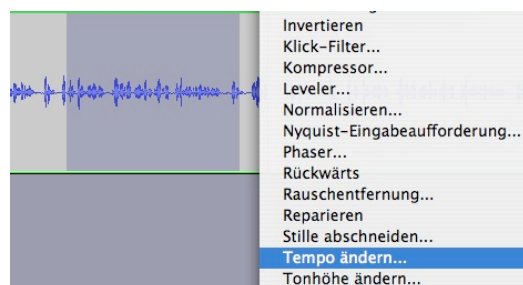 Invertieren
Klick-Filter...
Kompressor...
Leveler...
Normalisieren...
Nyquist-Eingabeaufforderung...
Phaser...
Rückwärts
Rauschentfernung...
Reparieren
Stille abschneiden...
Tempo ändern...
Tonhöhe ändern...